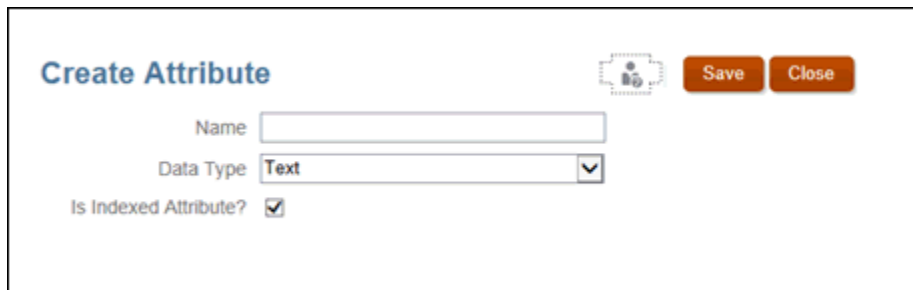 Create Attribute
Save Close
Name
Data Type Text
Is Indexed Attribute?